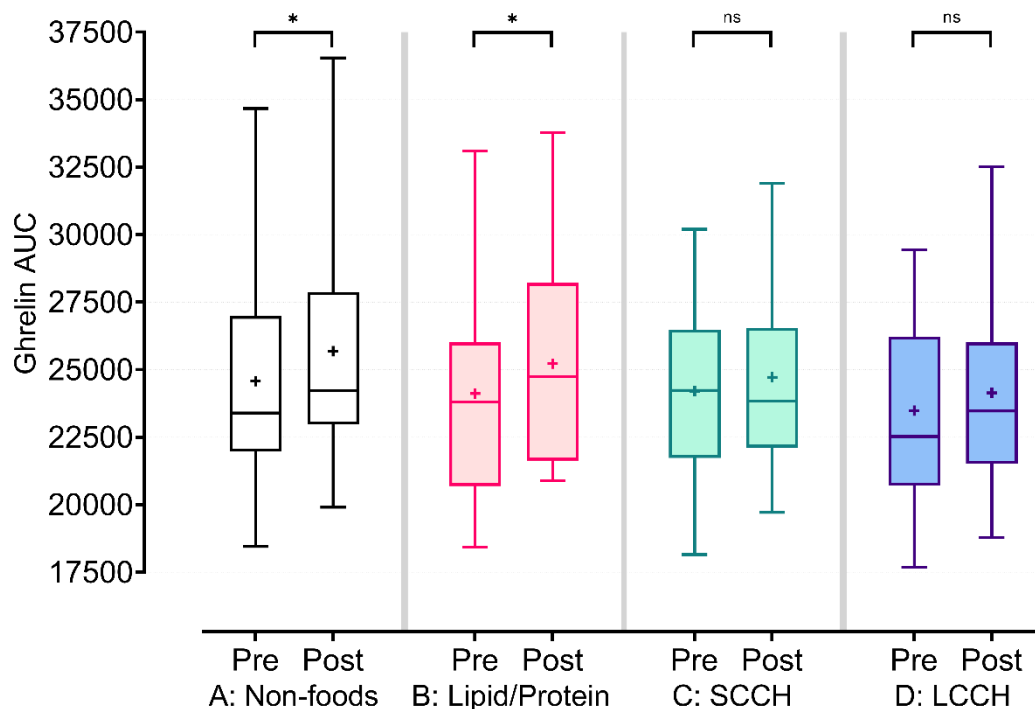 * * ns ns
37500
35000
32500
30000
27500
25000
22500
20000
17500
Ghrelin AUC
Pre Post Pre Post Pre Post Pre Post
A: Non-foods B: Lipid/Protein C: SCCH D: LCCH